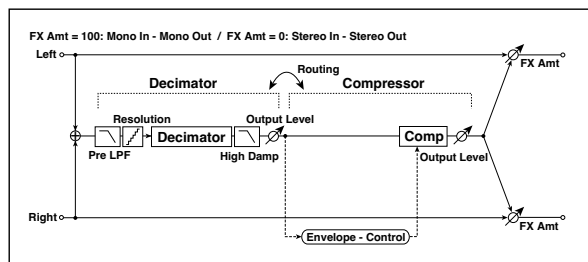 FX Amt = 100: Mono In - Mono Out / FX Amt = 0: Stereo In - Stereo Out
Left
FX Amt
Routing
Decimator
Compressor
Resolution
Output Level
Decimator
Comp
Pre LPF
High Damp
Output Level
Right
FX Amt
Envelope - Control